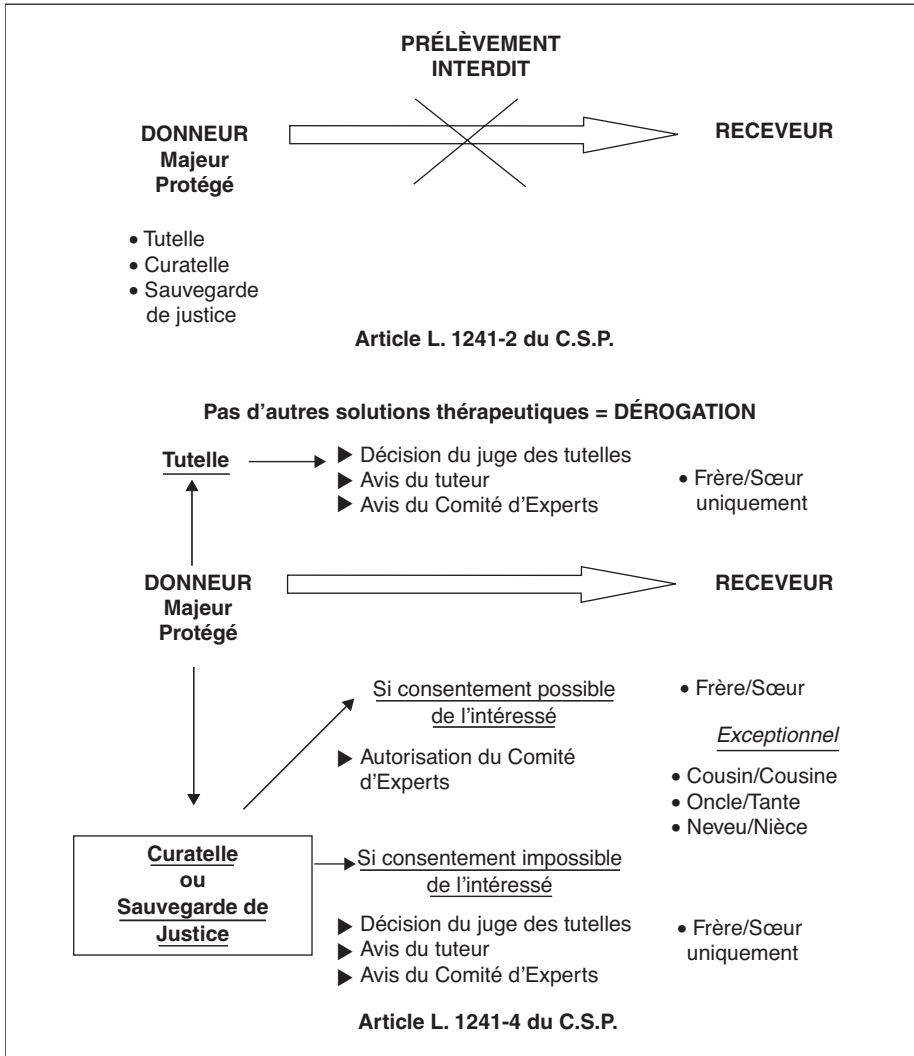 PRÉLÈVEMENT
INTERDIT
DONNEUR
Majeur
Protégé
RECEVEUR
• Tutelle
• Curatelle
• Sauvegarde
de justice
Article L. 1241-2 du C.S.P.
Pas d'autres solutions thérapeutiques = DÉROGATION
Tutelle
▶ Décision du juge des tutelles
▶ Avis du tuteur
▶ Avis du Comité d'Experts
• Frère/Sœur
uniquement
DONNEUR
Majeur
Protégé
RECEVEUR
Si consentement possible
de l'intéressé
▶ Autorisation du Comité
d'Experts
• Frère/Sœur
Exceptionnel
• Cousin/Cousine
• Oncle/Tante
• Neveu/Nièce
Curatelle
ou
Sauvegarde de
Justice
Si consentement impossible
de l'intéressé
▶ Décision du juge des tutelles
▶ Avis du tuteur
▶ Avis du Comité d'Experts
• Frère/Sœur
uniquement
Article L. 1241-4 du C.S.P.